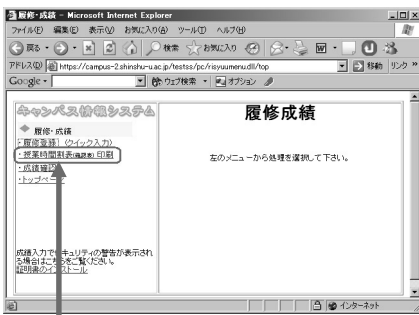 履修・成績 - Microsoft Internet Explorer
ファイル(F) 編集(E) 表示(V) お気に入り(A) ツール(T) ヘルプ(H)
戻る 検索 お気に入り
アドレス(D) https://campus-2.shinshu-u.ac.jp/testss/pc/risyuumenu.dll/top 移動 リンク »
Google ウェブ検索 オプション
キャンパス情報システム
履修・成績
・履修登録 (クイック入力)
・授業時間割表(確認表) 印刷
・成績確認
・トップページ
成績入力でセキュリティの警告が表示され
る場合はこちらをご覧ください。
証明書のインストール
履修成績
左のメニューから処理を選択して下さい。
インターネット